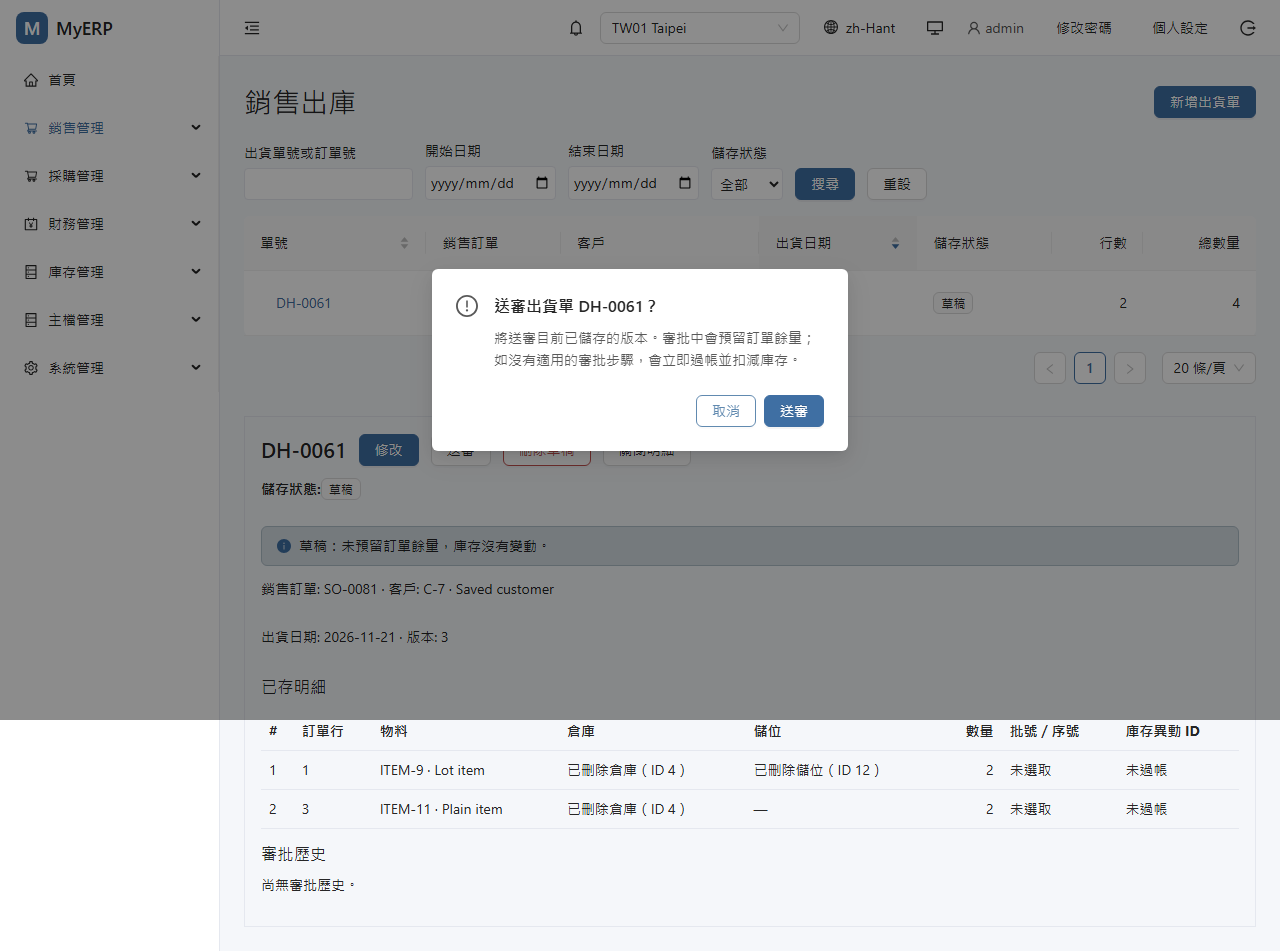 M MyERP
TW01 Taipei
zh-Hant
admin
修改密碼
個人設定
首頁
銷售管理
採購管理
財務管理
庫存管理
主檔管理
系統管理
銷售出庫
新增出貨單
出貨單號或訂單號
開始日期
結束日期
儲存狀態
yyyy/mm/dd
yyyy/mm/dd
全部
搜尋
重設
單號 銷售訂單 客戶 出貨日期 儲存狀態 行數 總數量
DH-0061 草稿 2 4
送審出貨單 DH-0061？
將送審目前已儲存的版本。審批中會預留訂單餘量；
如沒有適用的審批步驟，會立即過帳並扣減庫存。
取消 送審
1
20 條/頁
DH-0061 修改 送審 刪除草稿 關閉明細
儲存狀態: 草稿
草稿：未預留訂單餘量，庫存沒有變動。
銷售訂單: SO-0081 · 客戶: C-7 · Saved customer
出貨日期: 2026-11-21 · 版本: 3
已存明細
# 訂單行 物料 倉庫 儲位 數量 批號 / 序號 庫存異動 ID
1 1 ITEM-9 · Lot item 已刪除倉庫（ID 4） 已刪除儲位（ID 12） 2 未選取 未過帳
2 3 ITEM-11 · Plain item 已刪除倉庫（ID 4） — 2 未選取 未過帳
審批歷史
尚無審批歷史。